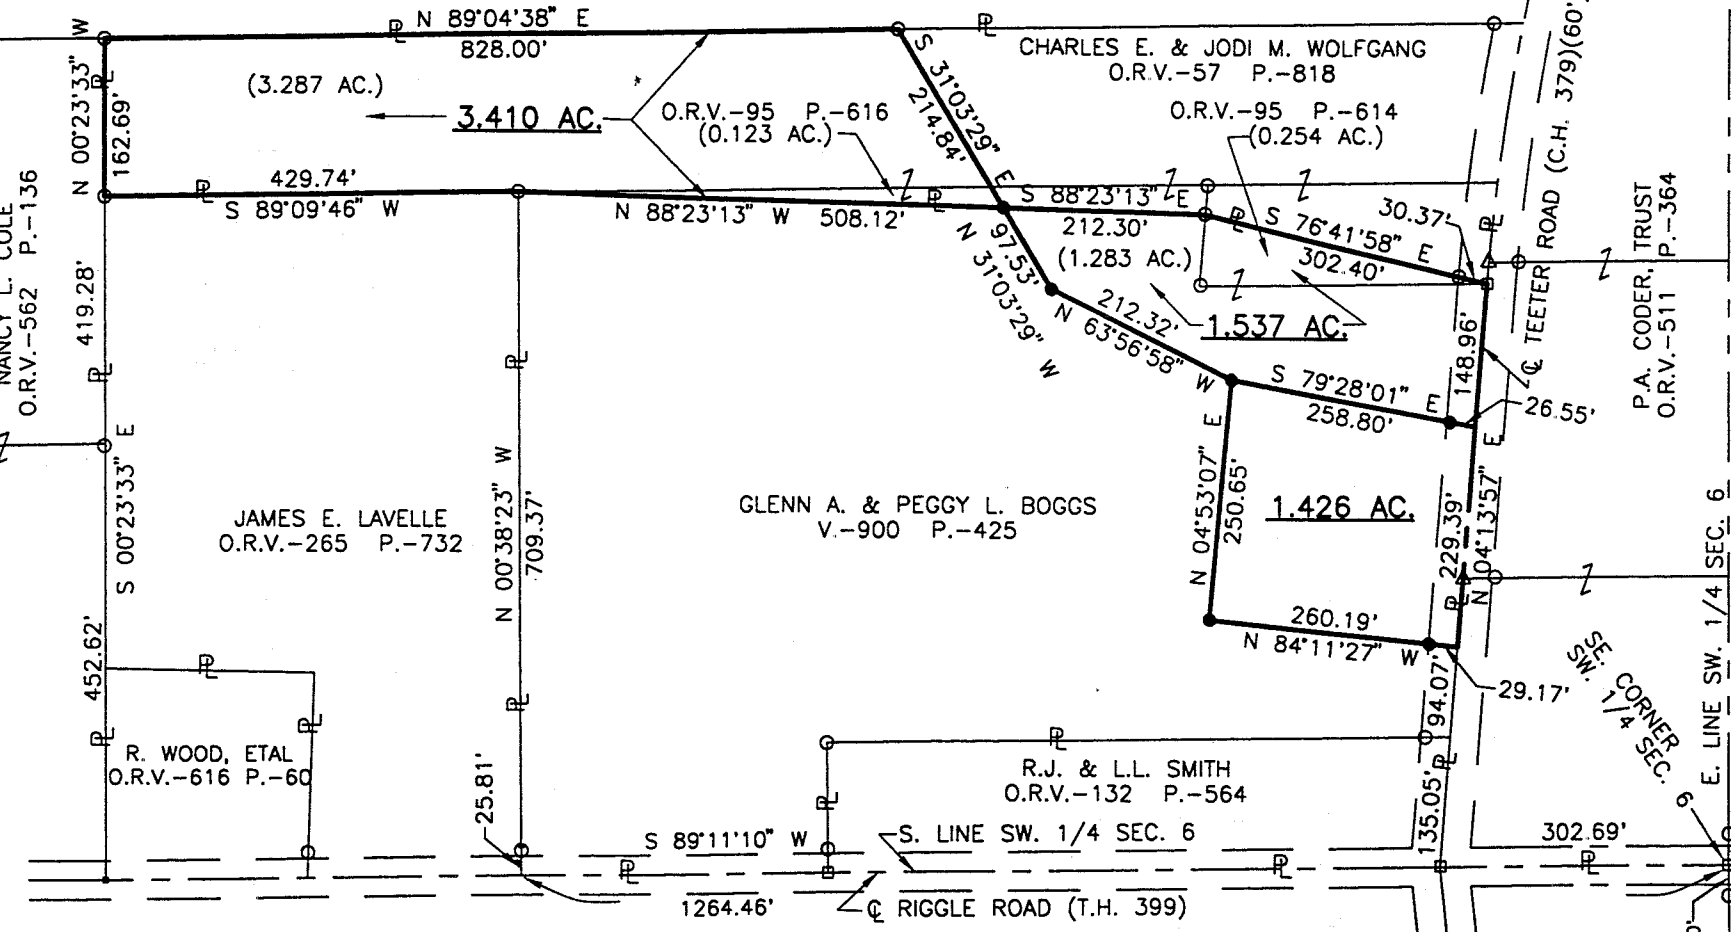 N 89°04'38" E
828.00'
W
N 00°23'33"
162.69'
(3.287 AC.)
3.410 AC.
S 31°03'29" E
214.84'
CHARLES E. & JODI M. WOLFGANG
O.R.V.-57 P.-818
O.R.V.-95 P.-616
(0.123 AC.)
O.R.V.-95 P.-614
(0.254 AC.)
℄ TEETER ROAD (C.H. 379)(60'
429.74'
S 89°09'46" W
N 88°23'13" W 508.12'
S 88°23'13" E
212.30'
S 76°41'58" E
302.40'
30.37'
97.53'
N 31°03'29" W
(1.283 AC.)
1.537 AC.
212.32'
N 63°56'58" W
S 79°28'01" E
258.80'
148.96'
26.55'
P.A. CODER, TRUST
O.R.V.-511 P.-364
NANCY L. COLE
O.R.V.-562 P.-136
419.28'
S 00°23'33" E
452.62'
JAMES E. LAVELLE
O.R.V.-265 P.-732
N 00°38'23" W
709.37'
GLENN A. & PEGGY L. BOGGS
V.-900 P.-425
N 04°53'07" E
250.65'
1.426 AC.
229.39'
N 04°13'57" E
260.19'
N 84°11'27" W
29.17'
94.07'
135.05'
SE. CORNER
SW. 1/4 SEC. 6
E. LINE SW. 1/4 SEC. 6
R. WOOD, ETAL
O.R.V.-616 P.-60
25.81'
R.J. & L.L. SMITH
O.R.V.-132 P.-564
S 89°11'10" W
S. LINE SW. 1/4 SEC. 6
302.69'
1264.46'
℄ RIGGLE ROAD (T.H. 399)